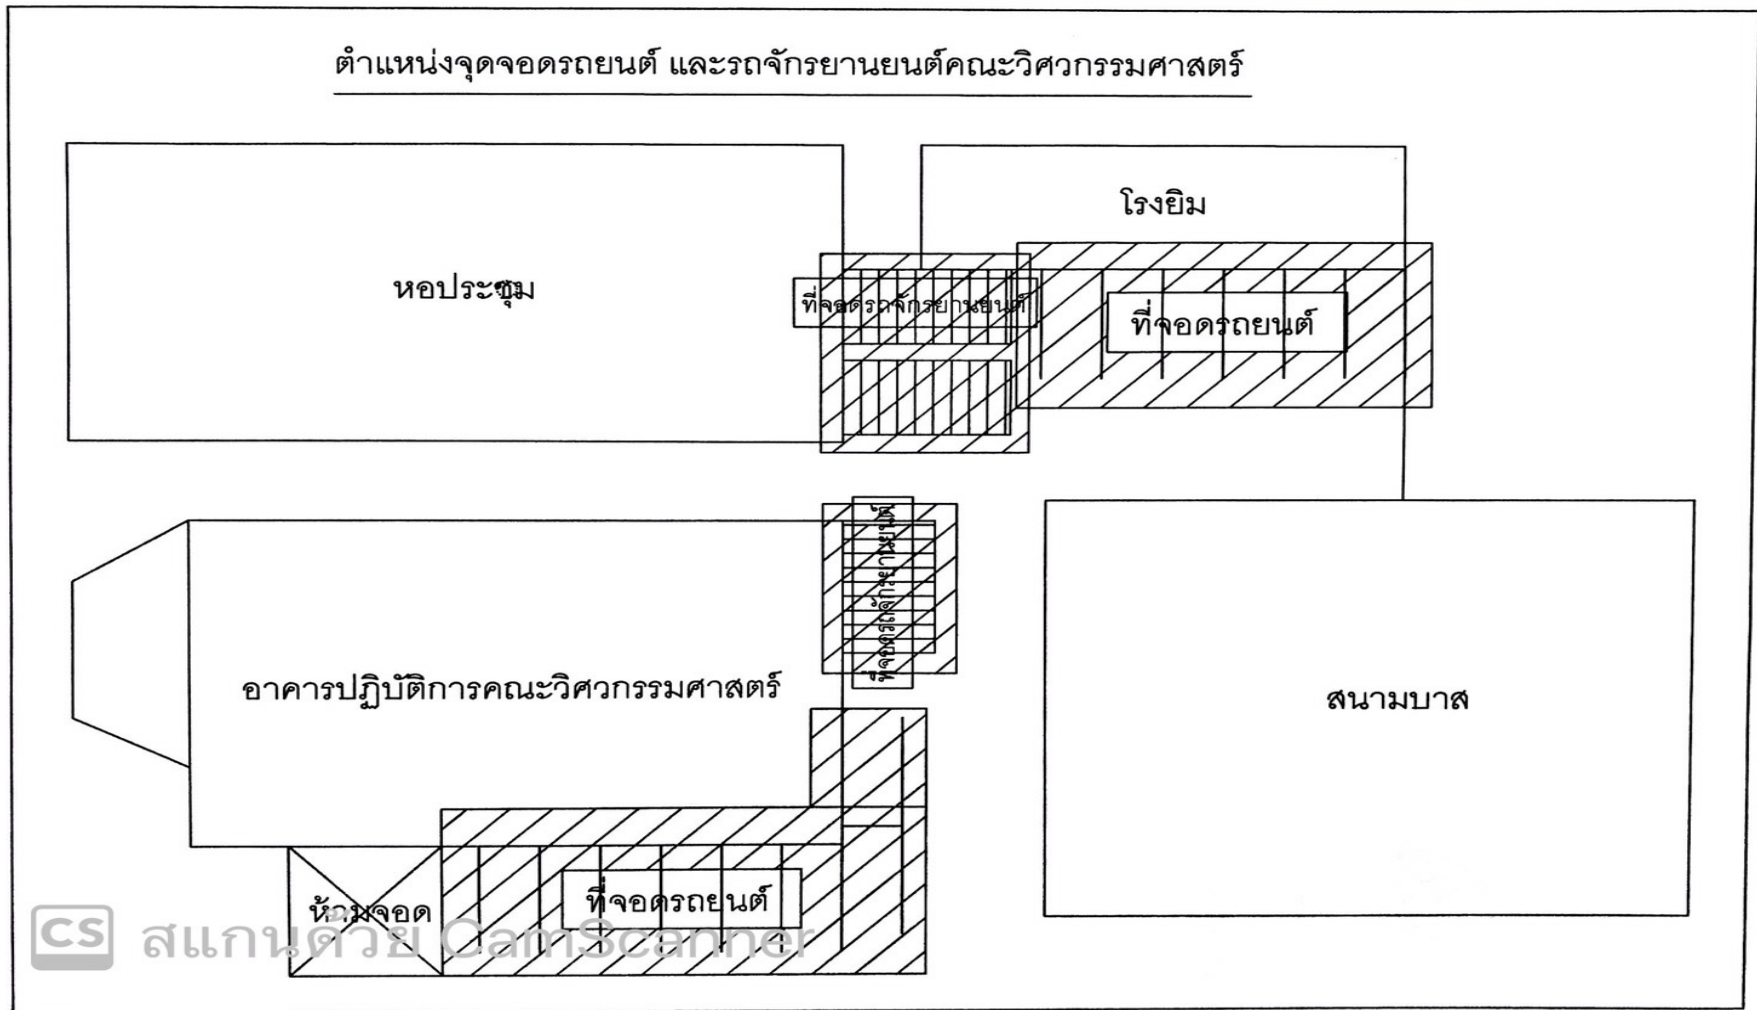 ตำแหน่งจุดจอดรถยนต์ และรถจักรยานยนต์คณะวิศวกรรมศาสตร์
โรงยิม
หอประชุม
ที่จอดรถจักรยานยนต์
ที่จอดรถยนต์
ที่จอดรถจักรยานยนต์
อาคารปฏิบัติการคณะวิศวกรรมศาสตร์
สนามบาส
ที่จอดรถยนต์
ห้ามจอด
CS สแกนด้วย CamScanner